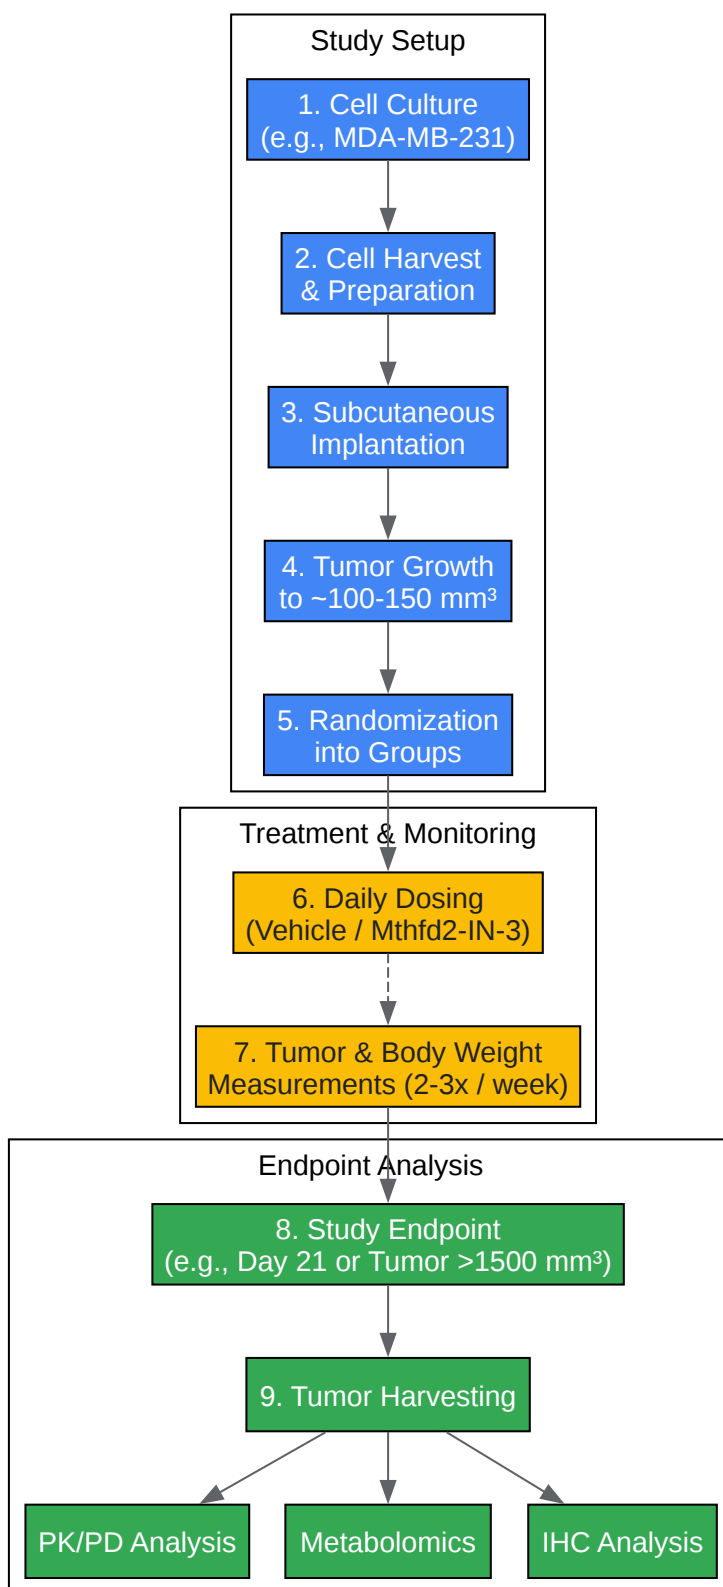 Study Setup
1. Cell Culture
(e.g., MDA-MB-231)
2. Cell Harvest
& Preparation
3. Subcutaneous
Implantation
4. Tumor Growth
to ~100-150 mm³
5. Randomization
into Groups
Treatment & Monitoring
6. Daily Dosing
(Vehicle / Mthfd2-IN-3)
7. Tumor & Body Weight
Measurements (2-3x / week)
Endpoint Analysis
8. Study Endpoint
(e.g., Day 21 or Tumor >1500 mm³)
9. Tumor Harvesting
PK/PD Analysis
Metabolomics
IHC Analysis